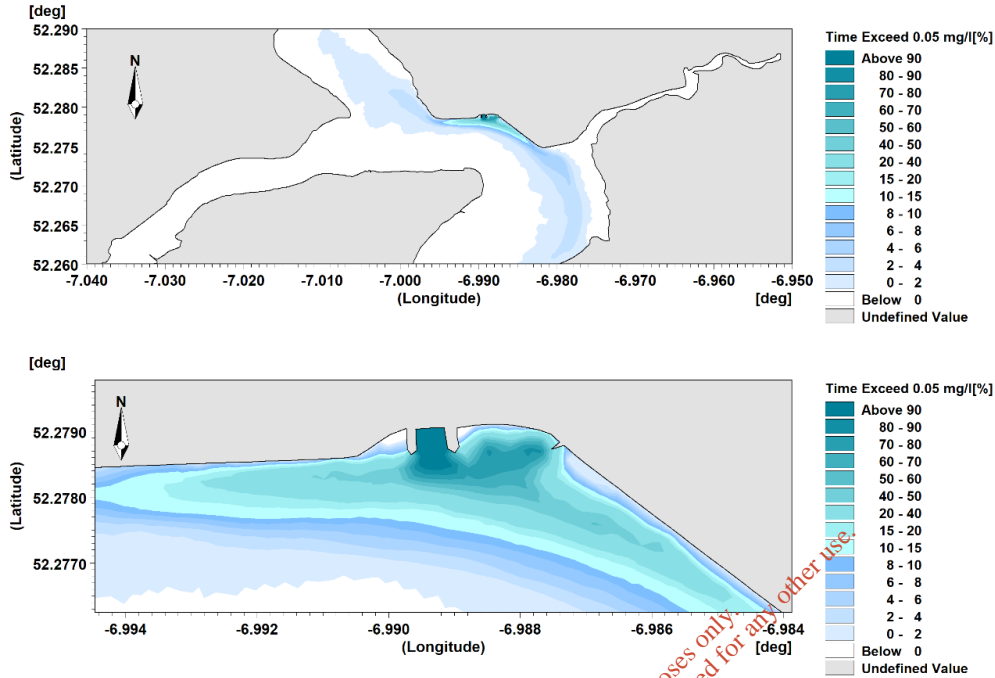 [deg]
52.290
52.285
52.280
52.275
52.270
52.265
52.260
(Latitude)
N
-7.040 -7.030 -7.020 -7.010 -7.000 -6.990 -6.980 -6.970 -6.960 -6.950
(Longitude) [deg]
Time Exceed 0.05 mg/l[%]
Above 90
80 - 90
70 - 80
60 - 70
50 - 60
40 - 50
20 - 40
15 - 20
10 - 15
8 - 10
6 - 8
4 - 6
2 - 4
0 - 2
Below 0
Undefined Value
[deg]
52.2790
52.2780
52.2770
(Latitude)
N
-6.994 -6.992 -6.990 -6.988 -6.986 -6.984
(Longitude) [deg]
Time Exceed 0.05 mg/l[%]
Above 90
80 - 90
70 - 80
60 - 70
50 - 60
40 - 50
20 - 40
15 - 20
10 - 15
8 - 10
6 - 8
4 - 6
2 - 4
0 - 2
Below 0
Undefined Value
only.
for any other use.